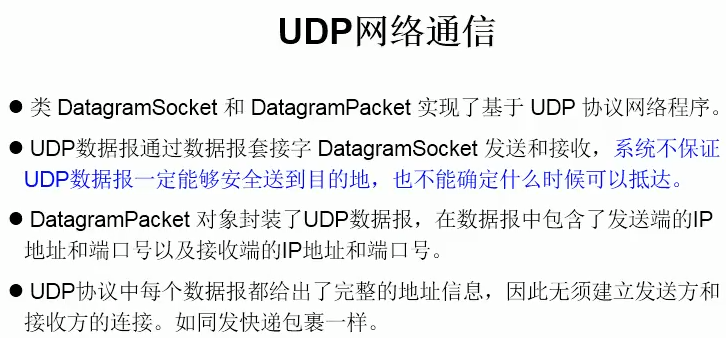 UDP网络通信
● 类 DatagramSocket 和 DatagramPacket 实现了基于 UDP 协议网络程序。
● UDP数据报通过数据报套接字 DatagramSocket 发送和接收，系统不保证
UDP数据报一定能够安全送到目的地，也不能确定什么时候可以抵达。
● DatagramPacket 对象封装了UDP数据报，在数据报中包含了发送端的IP
地址和端口号以及接收端的IP地址和端口号。
● UDP协议中每个数据报都给出了完整的地址信息，因此无须建立发送方和
接收方的连接。如同发快递包裹一样。